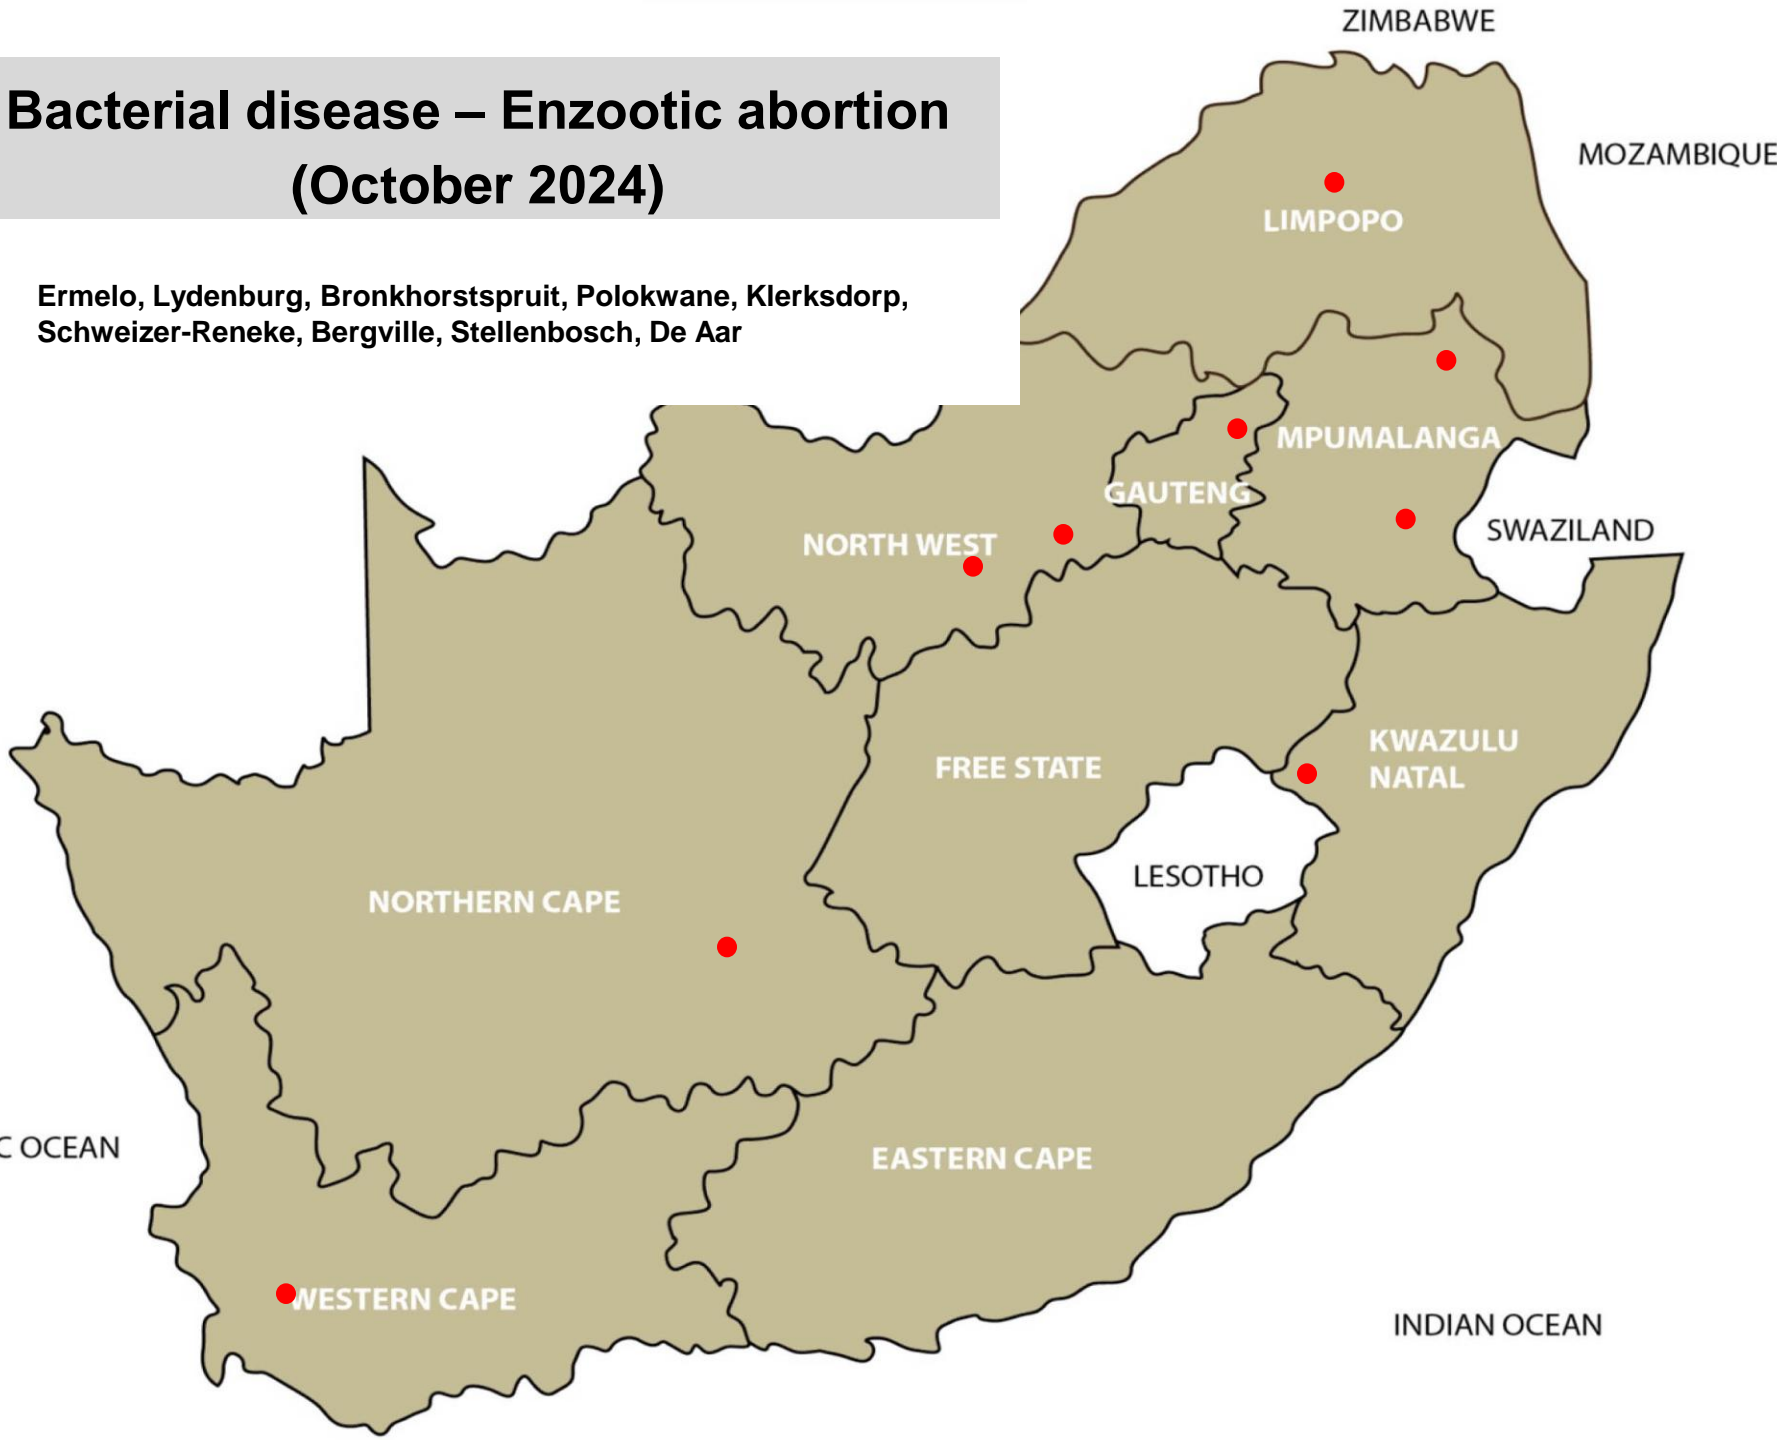 ZIMBABWE
Bacterial disease – Enzootic abortion
(October 2024)
MOZAMBIQUE
LIMPOPO
Ermelo, Lydenburg, Bronkhorstspruit, Polokwane, Klerksdorp,
Schweizer-Reneke, Bergville, Stellenbosch, De Aar
MPUMALANGA
GAUTENG
SWAZILAND
NORTH WEST
KWAZULU
NATAL
FREE STATE
LESOTHO
NORTHERN CAPE
C OCEAN
EASTERN CAPE
WESTERN CAPE
INDIAN OCEAN